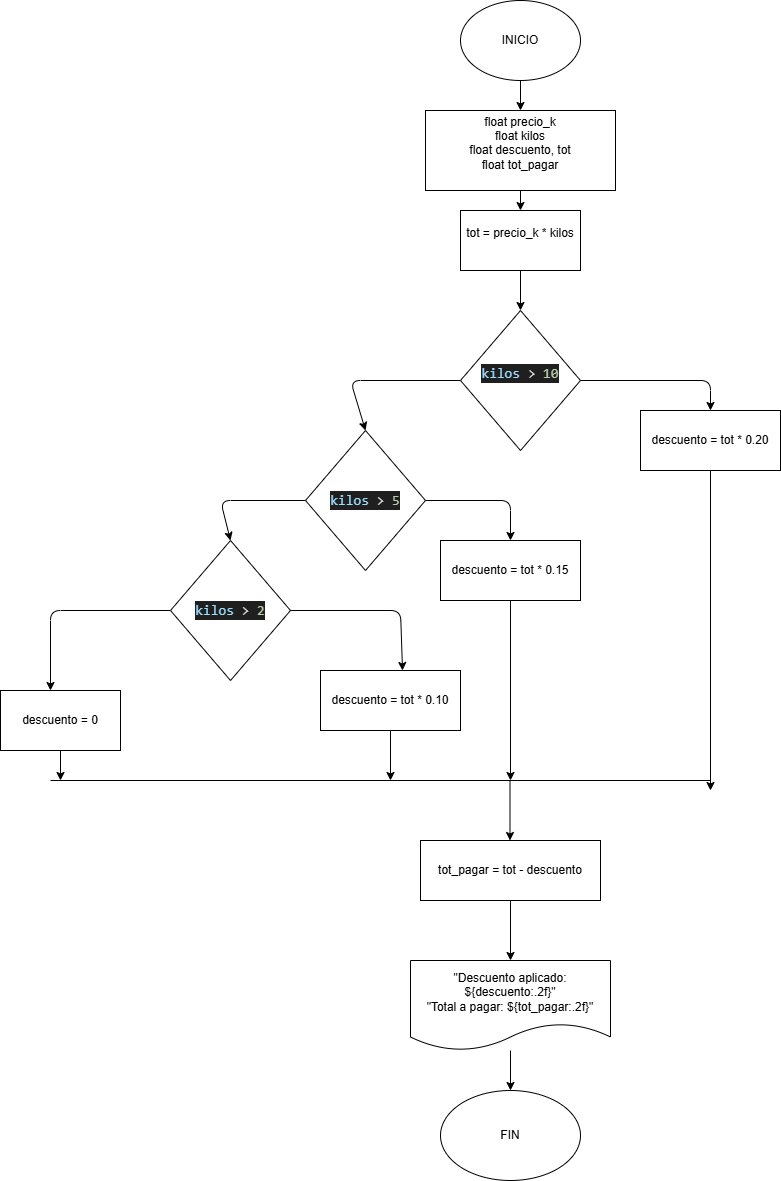 INICIO
float precio_k
float kilos
float descuento, tot
float tot_pagar
tot = precio_k * kilos
kilos > 10
descuento = tot * 0.20
kilos > 5
descuento = tot * 0.15
kilos > 2
descuento = tot * 0.10
descuento = 0
tot_pagar = tot - descuento
"Descuento aplicado:
${descuento:.2f}"
"Total a pagar: ${tot_pagar:.2f}"
FIN